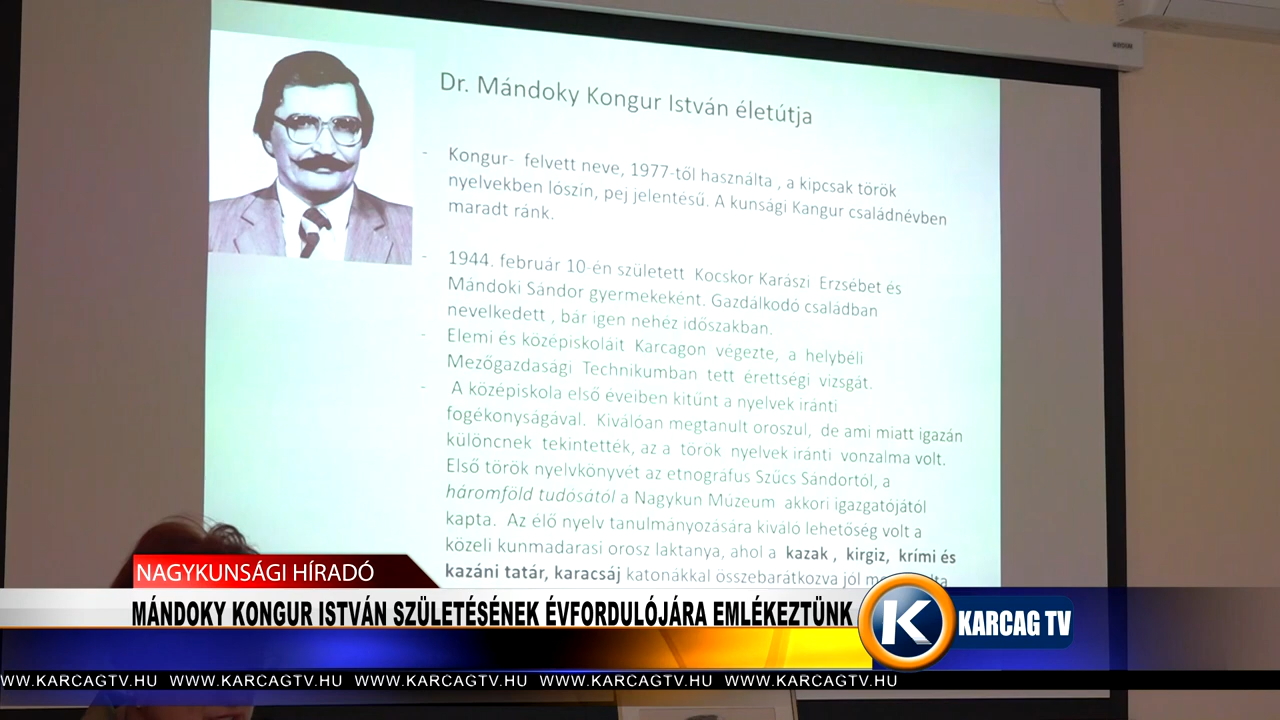 Dr. Mándoky Kongur István életútja
- Kongur- felvett neve, 1977-től használta , a kipcsak török
nyelvekben lószín, pej jelentésű. A kunsági Kangur családnévben
maradt ránk.
- 1944. február 10-én született Kocskor Karászi Erzsébet és
Mándoki Sándor gyermekeként. Gazdálkodó családban
nevelkedett , bár igen nehéz időszakban.
- Elemi és középiskoláit Karcagon végezte, a helybéli
Mezőgazdasági Technikumban tett érettségi vizsgát.
- A középiskola első éveiben kitűnt a nyelvek iránti
fogékonyságával. Kiválóan megtanult oroszul, de ami miatt igazán
különcnek tekintették, az a török nyelvek iránti vonzalma volt.
Első török nyelvkönyvét az etnográfus Szűcs Sándortól, a
háromföld tudósától a Nagykun Múzeum akkori igazgatójától
kapta. Az élő nyelv tanulmányozására kiváló lehetőség volt a
közeli kunmadarasi orosz laktanya, ahol a kazak , kirgiz, krími és
kazáni tatár, karacsáj katonákkal összebarátkozva jól
NAGYKUNSÁGI HÍRADÓ
MÁNDOKY KONGUR ISTVÁN SZÜLETÉSÉNEK ÉVFORDULÓJÁRA EMLÉKEZTÜNK
K KARCAG TV
WWW.KARCAGTV.HU WWW.KARCAGTV.HU WWW.KARCAGTV.HU WWW.KARCAGTV.HU WWW.KARCAGTV.HU